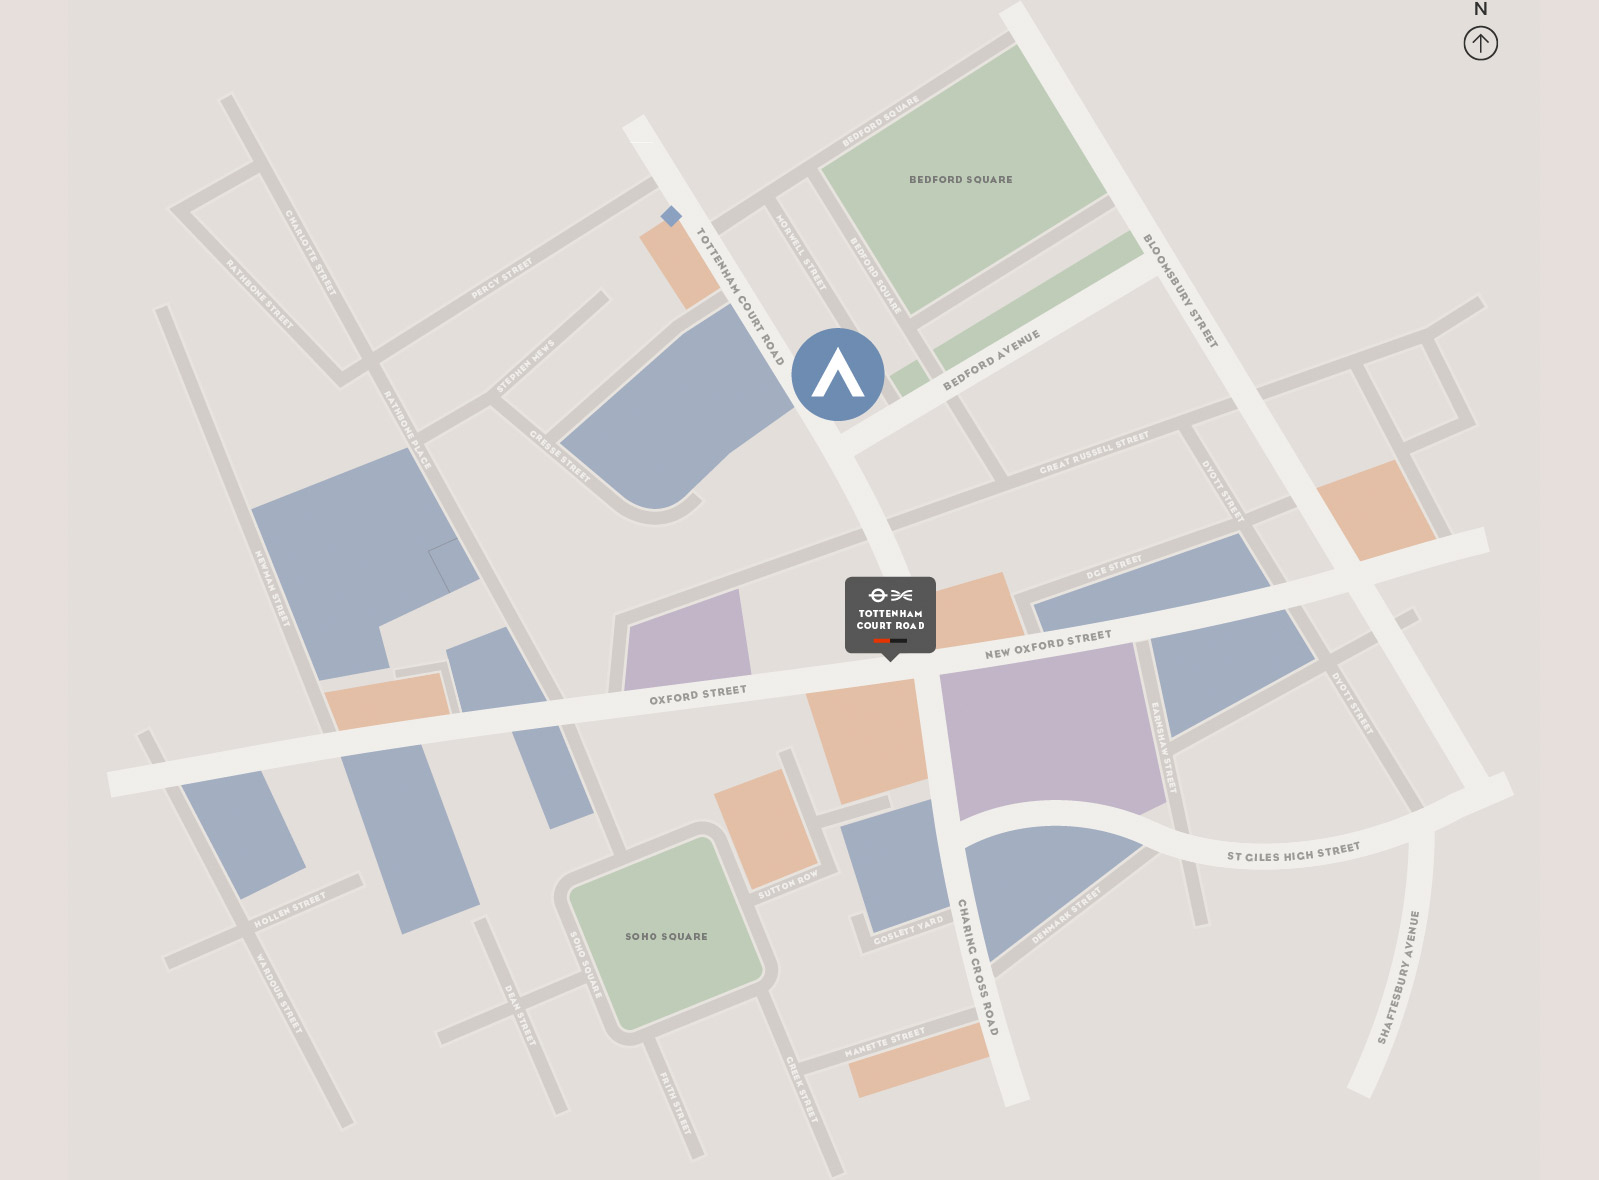 N
BEDFORD SQUARE
BEDFORD SQUARE
CHARLOTTE STREET
RATHBONE STREET
PERCY STREET
TOTTENHAM COURT ROAD
MORWELL STREET
BEDFORD SQUARE
BLOOMSBURY STREET
STEPHEN MEWS
BEDFORD AVENUE
RATHBONE PLACE
GRESSE STREET
GREAT RUSSELL STREET
DYOTT STREET
NEWMAN STREET
DCE STREET
TOTTENHAM
COURT ROAD
NEW OXFORD STREET
OXFORD STREET
EARNSHAW STREET
DYOTT STREET
ST GILES HIGH STREET
SUTTON ROW
HOLLEN STREET
SOHO SQUARE
SOHO SQUARE
GOSLETT YARD
DENMARK STREET
CHARING CROSS ROAD
SHAFTESBURY AVENUE
WARDOUR STREET
DEAN STREET
MANETTE STREET
FRITH STREET
GREEK STREET